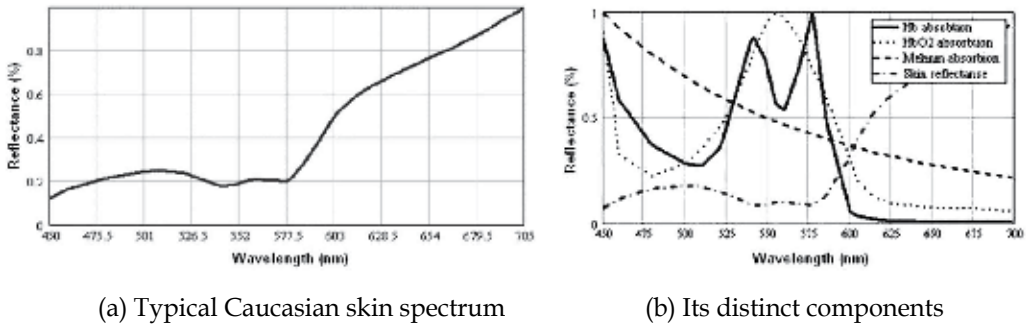 0.8
0.6
0.4
0.2
0
Reflectance (%)
450 475.5 501 526.5 552 577.5 603 628.5 654 679.5 705
Wavelength (nm)
(a) Typical Caucasian skin spectrum
1
0.5
0
Reflectance (%)
Hb absorbtion
HbO2 absorbtion
Melanin absorbtion
Skin reflectance
450 475 500 525 550 575 600 625 650 675 700
Wavelength (nm)
(b) Its distinct components